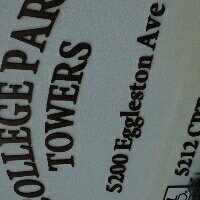 COLLEGE PAR
TOWERS
5200 Eggleston Ave
5212